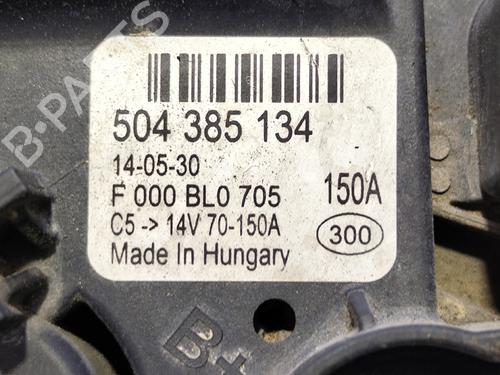 B-PARTS
504 385 134
14-05-30
F 000 BL0 705 150A
C5 -> 14V 70-150A 300
Made In Hungary
B+